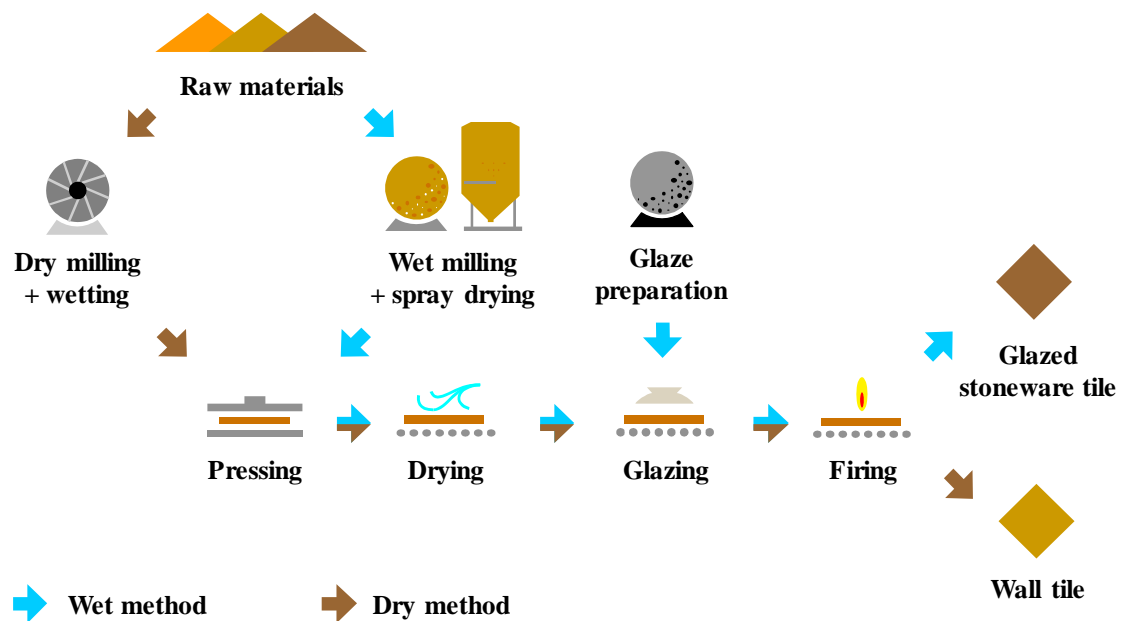 Raw materials
Dry milling
+ wetting
Wet milling
+ spray drying
Glaze
preparation
Glazed
stoneware tile
Pressing
Drying
Glazing
Firing
Wall tile
Wet method
Dry method